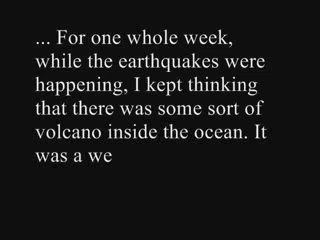 ... For one whole week,
while the earthquakes were
happening, I kept thinking
that there was some sort of
volcano inside the ocean. It
was a we